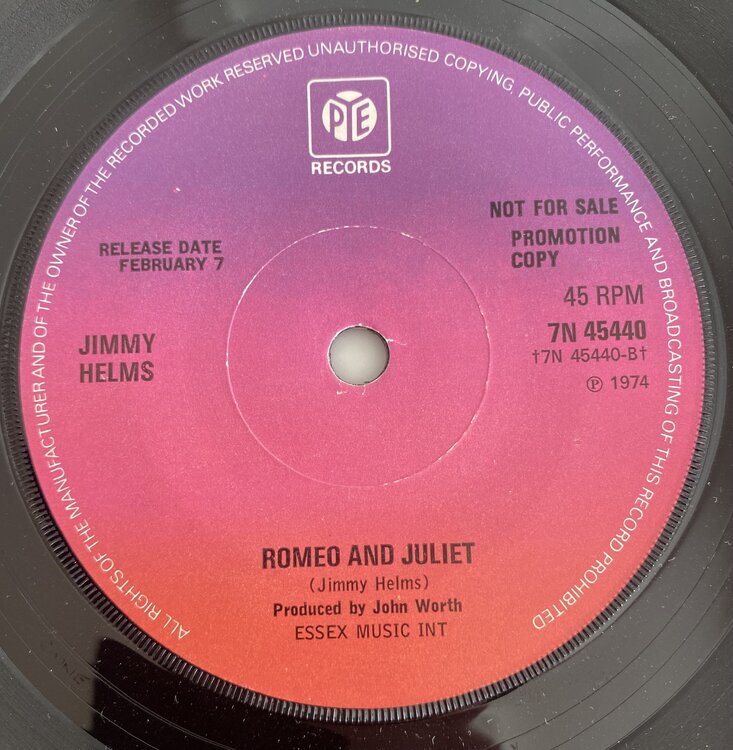 ALL RIGHTS OF THE MANUFACTURER AND OF THE OWNER OF THE RECORDED WORK RESERVED UNAUTHORISED COPYING, PUBLIC PERFORMANCE AND BROADCASTING OF THIS RECORD PROHIBITED
PYE
RECORDS
NOT FOR SALE
PROMOTION
COPY
RELEASE DATE
FEBRUARY 7
45 RPM
7N 45440
†7N 45440-B†
℗ 1974
JIMMY
HELMS
ROMEO AND JULIET
(Jimmy Helms)
Produced by John Worth
ESSEX MUSIC INT